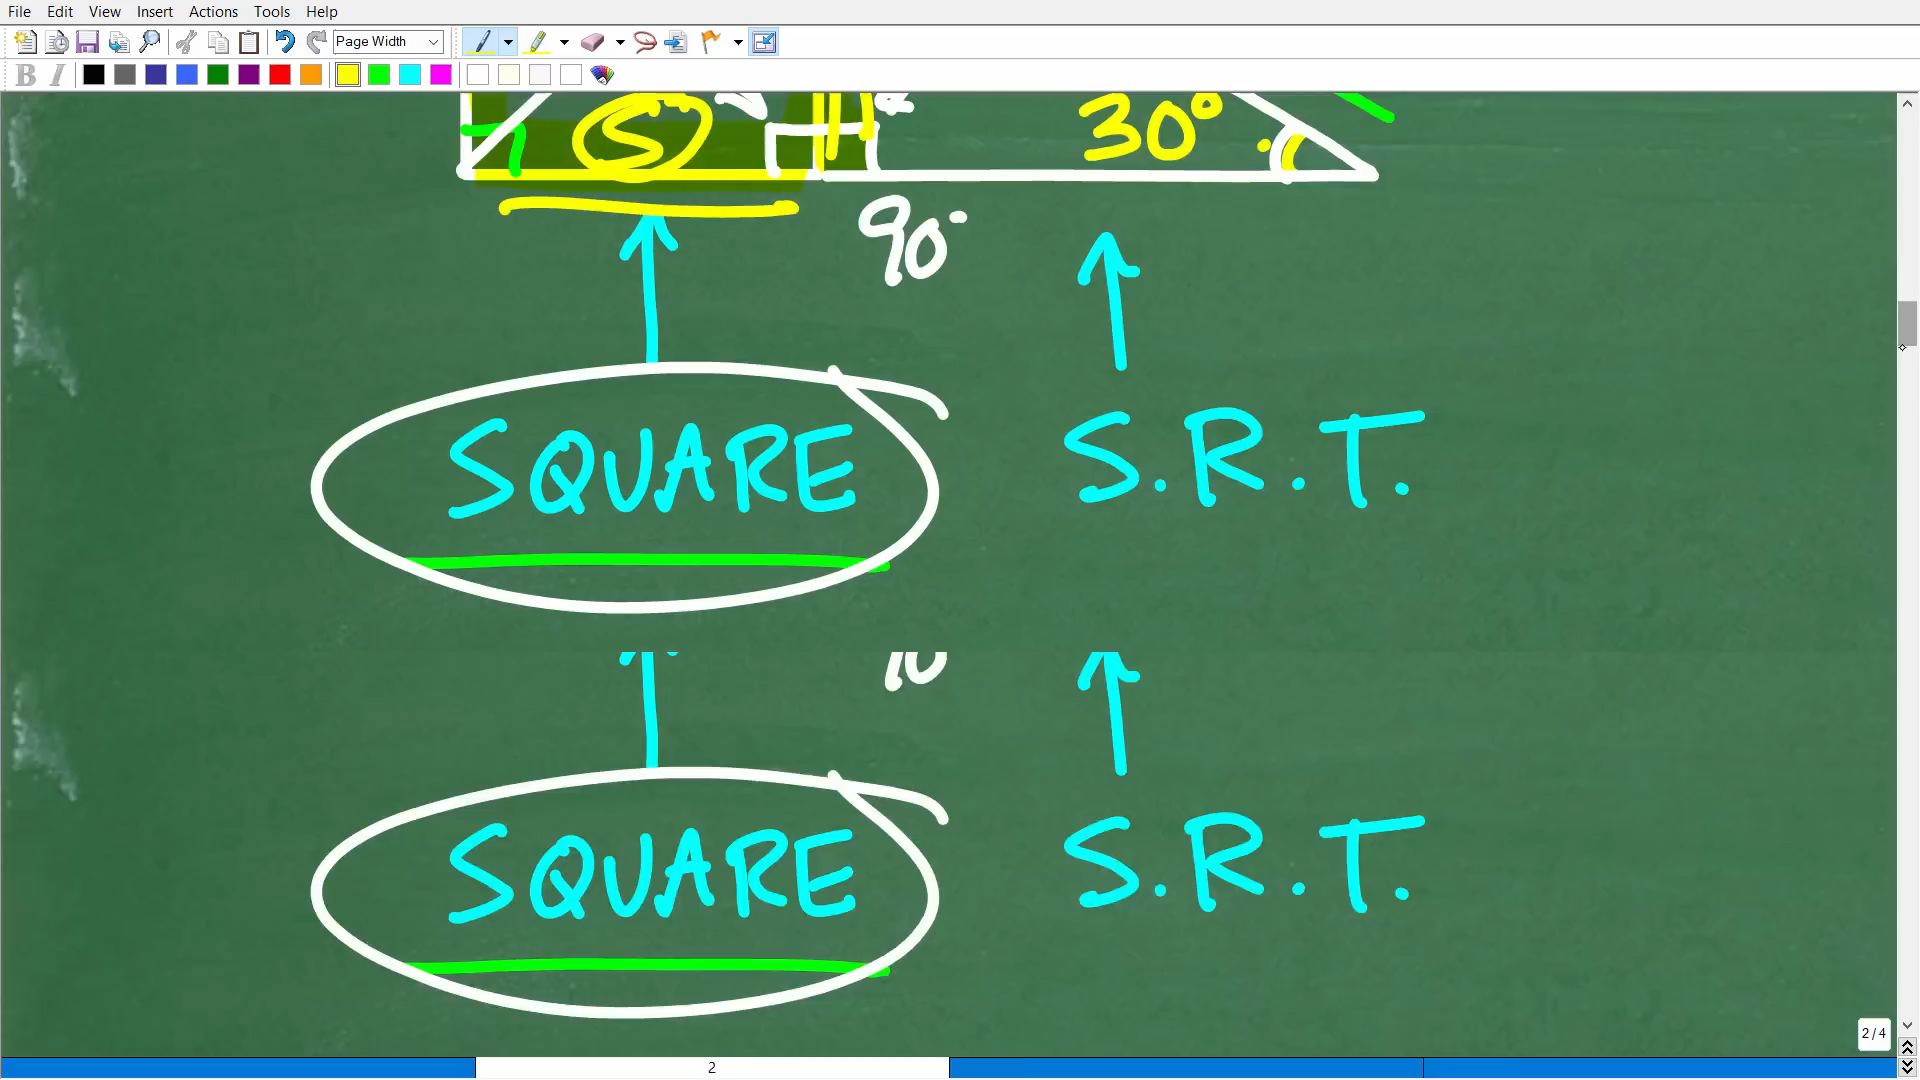 File Edit View Insert Actions Tools Help
Page Width
B I
S 30°
90°
SQUARE S.R.T.
SQUARE S.R.T.
2 / 4
2